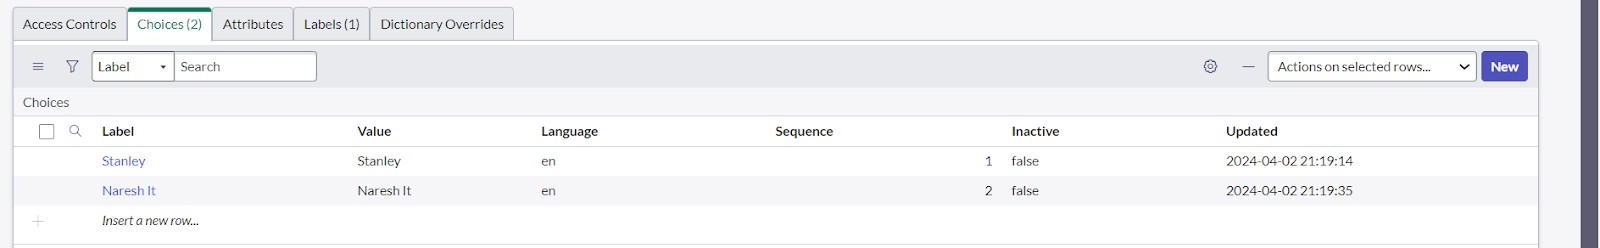 Access Controls Choices (2) Attributes Labels (1) Dictionary Overrides
Label Search Actions on selected rows... New
Choices
Label Value Language Sequence Inactive Updated
Stanley Stanley en 1 false 2024-04-02 21:19:14
Naresh It Naresh It en 2 false 2024-04-02 21:19:35
Insert a new row...